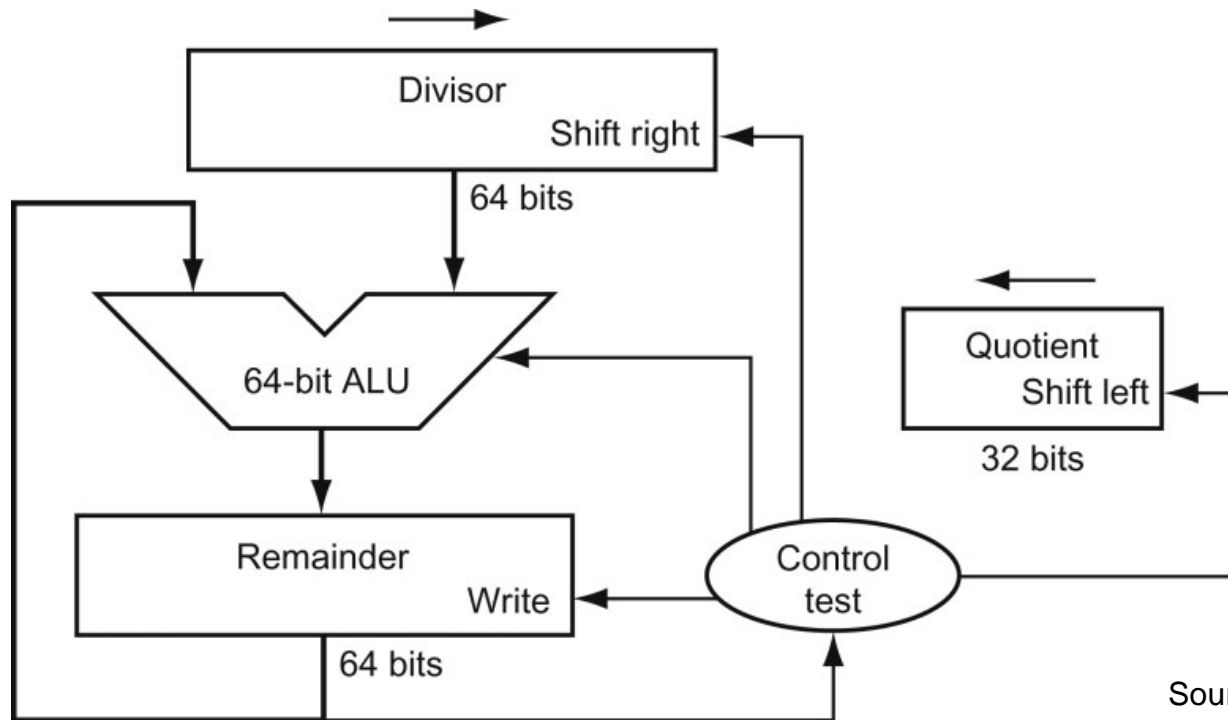 Divisor
Shift right
64 bits
64-bit ALU
Quotient
Shift left
32 bits
Remainder
Write
Control
test
64 bits
Sour